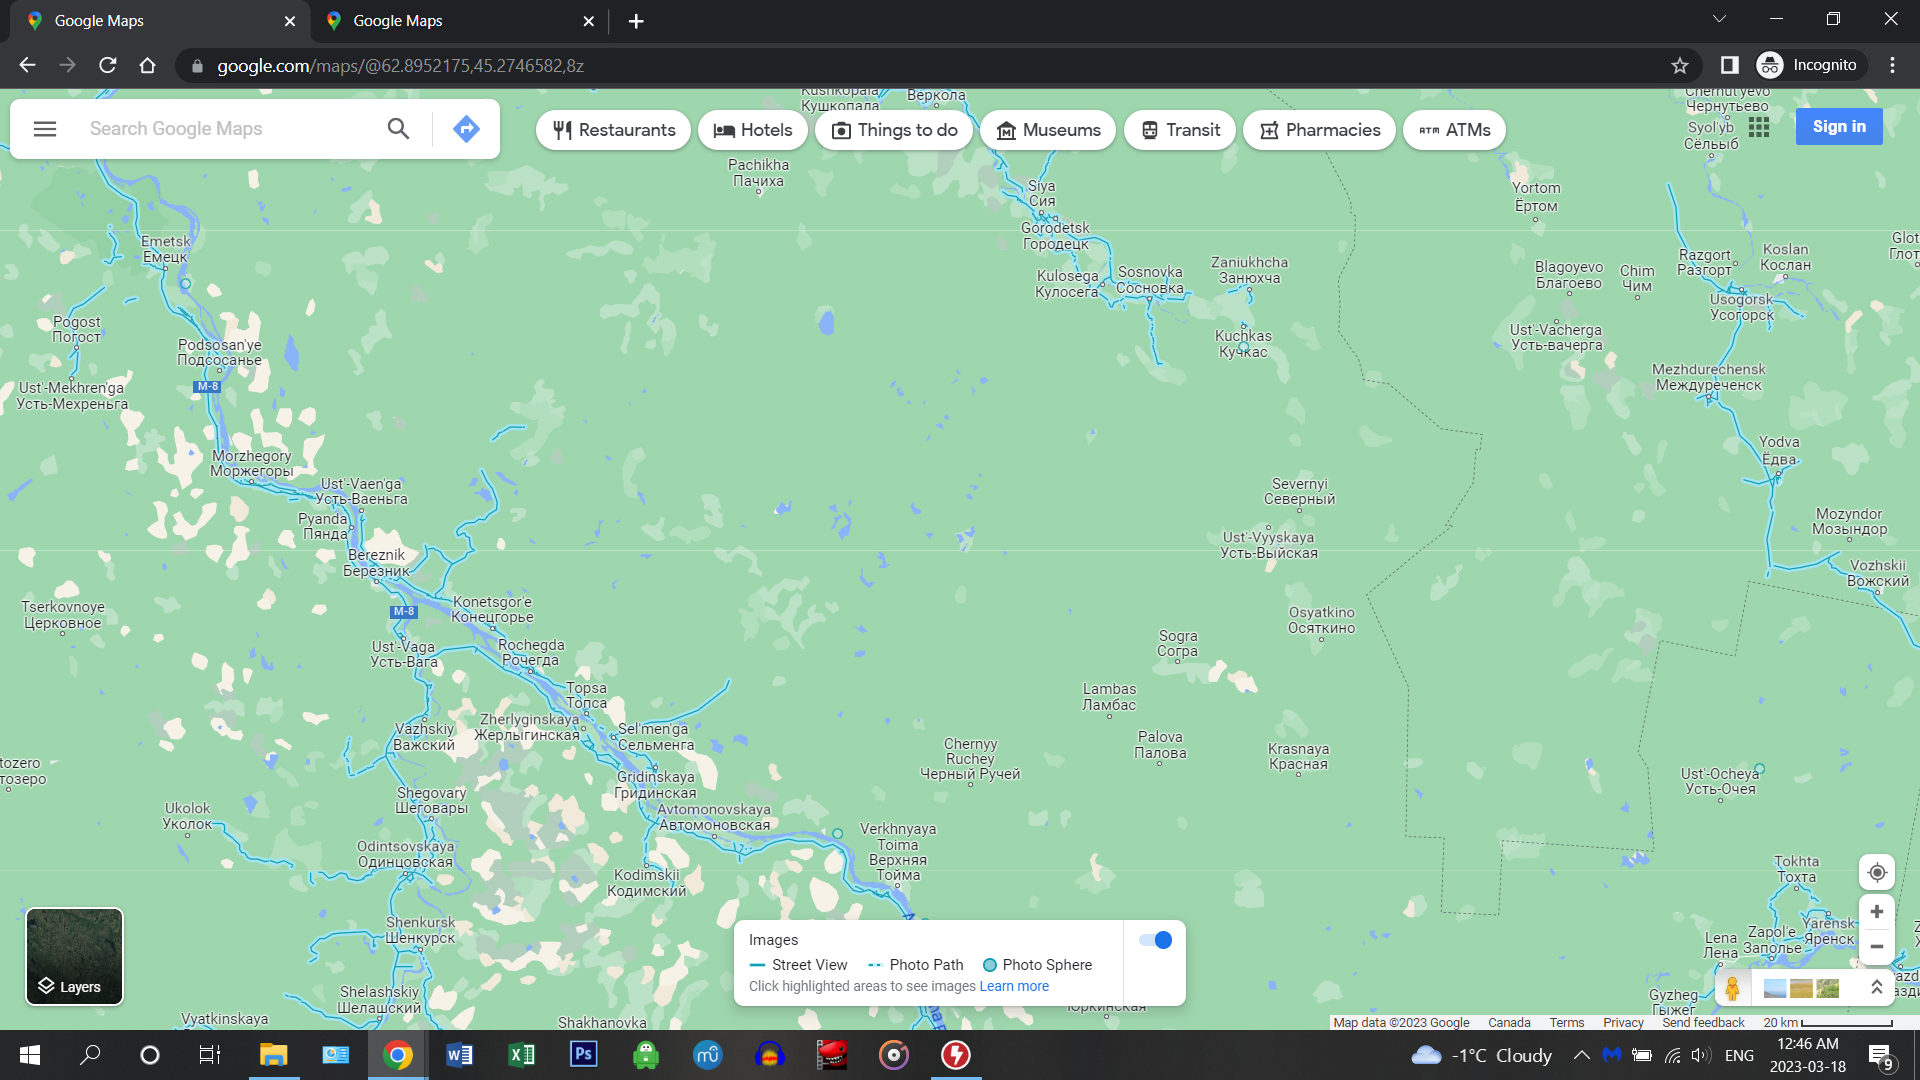 Google Maps
Google Maps
google.com/maps/@62.8952175,45.2746582,8z
Incognito
Search Google Maps
Restaurants
Hotels
Things to do
Museums
Transit
Pharmacies
ATMs
Sign in
Kushkopala
Кушкопала
Веркола
Chernut'yevo
Чернутьево
Syol'yb
Сёльыб
Pachikha
Пачиха
Siya
Сия
Yortom
Ёртом
Gorodetsk
Городецк
Emetsk
Емецк
Kulosega
Кулосега
Sosnovka
Сосновка
Zaniukhcha
Занюхча
Blagoyevo
Благоево
Chim
Чим
Razgort
Разгорт
Koslan
Кослан
Usogorsk
Усогорск
Pogost
Погост
Podsosan'ye
Подсосанье
Kuchkas
Кучкас
Ust'-Vacherga
Усть-вачерга
M-8
Ust'-Mekhren'ga
Усть-Мехреньга
Mezhdurechensk
Междуреченск
Morzhegory
Моржегоры
Yodva
Ёдва
Ust'-Vaen'ga
Усть-Ваеньга
Severnyi
Северный
Pyanda
Пянда
Mozyndor
Мозындор
Ust'-Vyyskaya
Усть-Выйская
Bereznik
Березник
Vozhskii
Вожский
Tserkovnoye
Церковное
Konetsgor'e
Конецгорье
M-8
Osyatkino
Осяткино
Ust'-Vaga
Усть-Вага
Rochegda
Рочегда
Sogra
Согра
Topsa
Топса
Lambas
Ламбас
Vazhskiy
Важский
Zherlyginskaya
Жерлыгинская
Sel'men'ga
Сельменга
Chernyy
Ruchey
Черный Ручей
Palova
Палова
Krasnaya
Красная
Gridinskaya
Гридинская
Ust'-Ocheya
Усть-Очея
Shegovary
Шеговары
Ukolok
Уколок
Avtomonovskaya
Автомоновская
Verkhnyaya
Toima
Верхняя
Тойма
Odintsovskaya
Одинцовская
Kodimskii
Кодимский
Tokhta
Тохта
Shenkursk
Шенкурск
Lena
Лена
Zapol'e
Заполье
Yarensk
Яренск
Shelashskiy
Шелашский
Gyzheg
Гыжег
Vyatkinskaya
Shakhanovka
Юркинская
Layers
Images
Street View
Photo Path
Photo Sphere
Click highlighted areas to see images Learn more
Map data ©2023 Google
Canada
Terms
Privacy
Send feedback
20 km
-1°C Cloudy
ENG
12:46 AM
2023-03-18
9